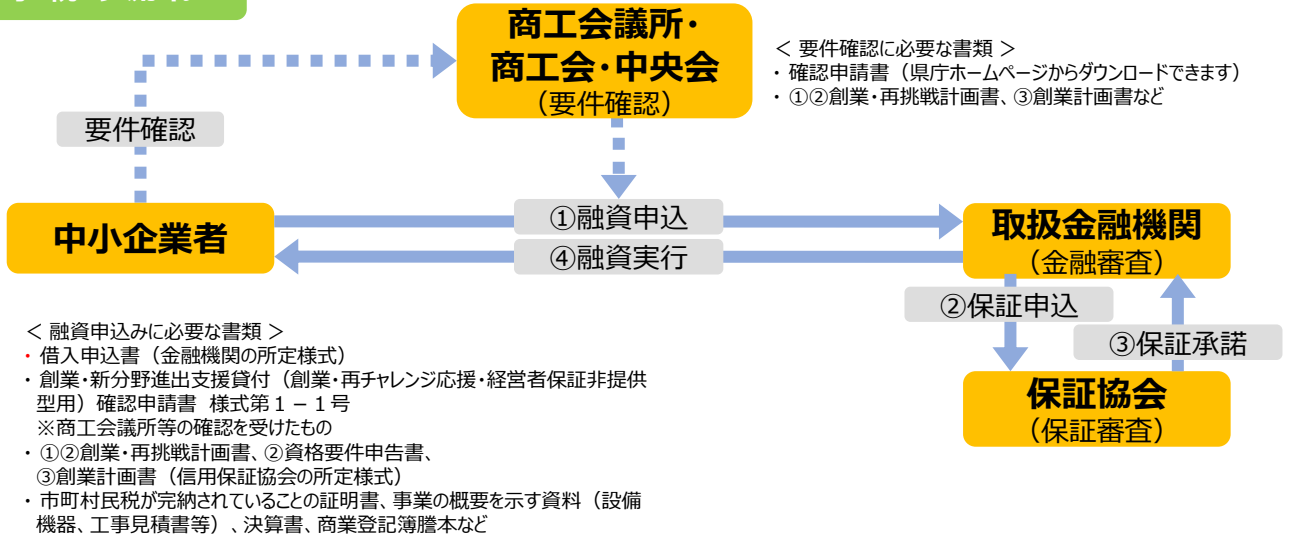 商工会議所・
商工会・中央会
（要件確認）
＜ 要件確認に必要な書類 ＞
・ 確認申請書（県庁ホームページからダウンロードできます）
・ ①②創業・再挑戦計画書、③創業計画書など
要件確認
中小企業者
①融資申込
④融資実行
取扱金融機関
（金融審査）
②保証申込
③保証承諾
保証協会
（保証審査）
＜ 融資申込みに必要な書類 ＞
・ 借入申込書（金融機関の所定様式）
・ 創業・新分野進出支援貸付（創業・再チャレンジ応援・経営者保証非提供
型用）確認申請書 様式第１－１号
※商工会議所等の確認を受けたもの
・ ①②創業・再挑戦計画書、②資格要件申告書、
③創業計画書（信用保証協会の所定様式）
・ 市町村民税が完納されていることの証明書、事業の概要を示す資料（設備
機器、工事見積書等）、決算書、商業登記簿謄本など